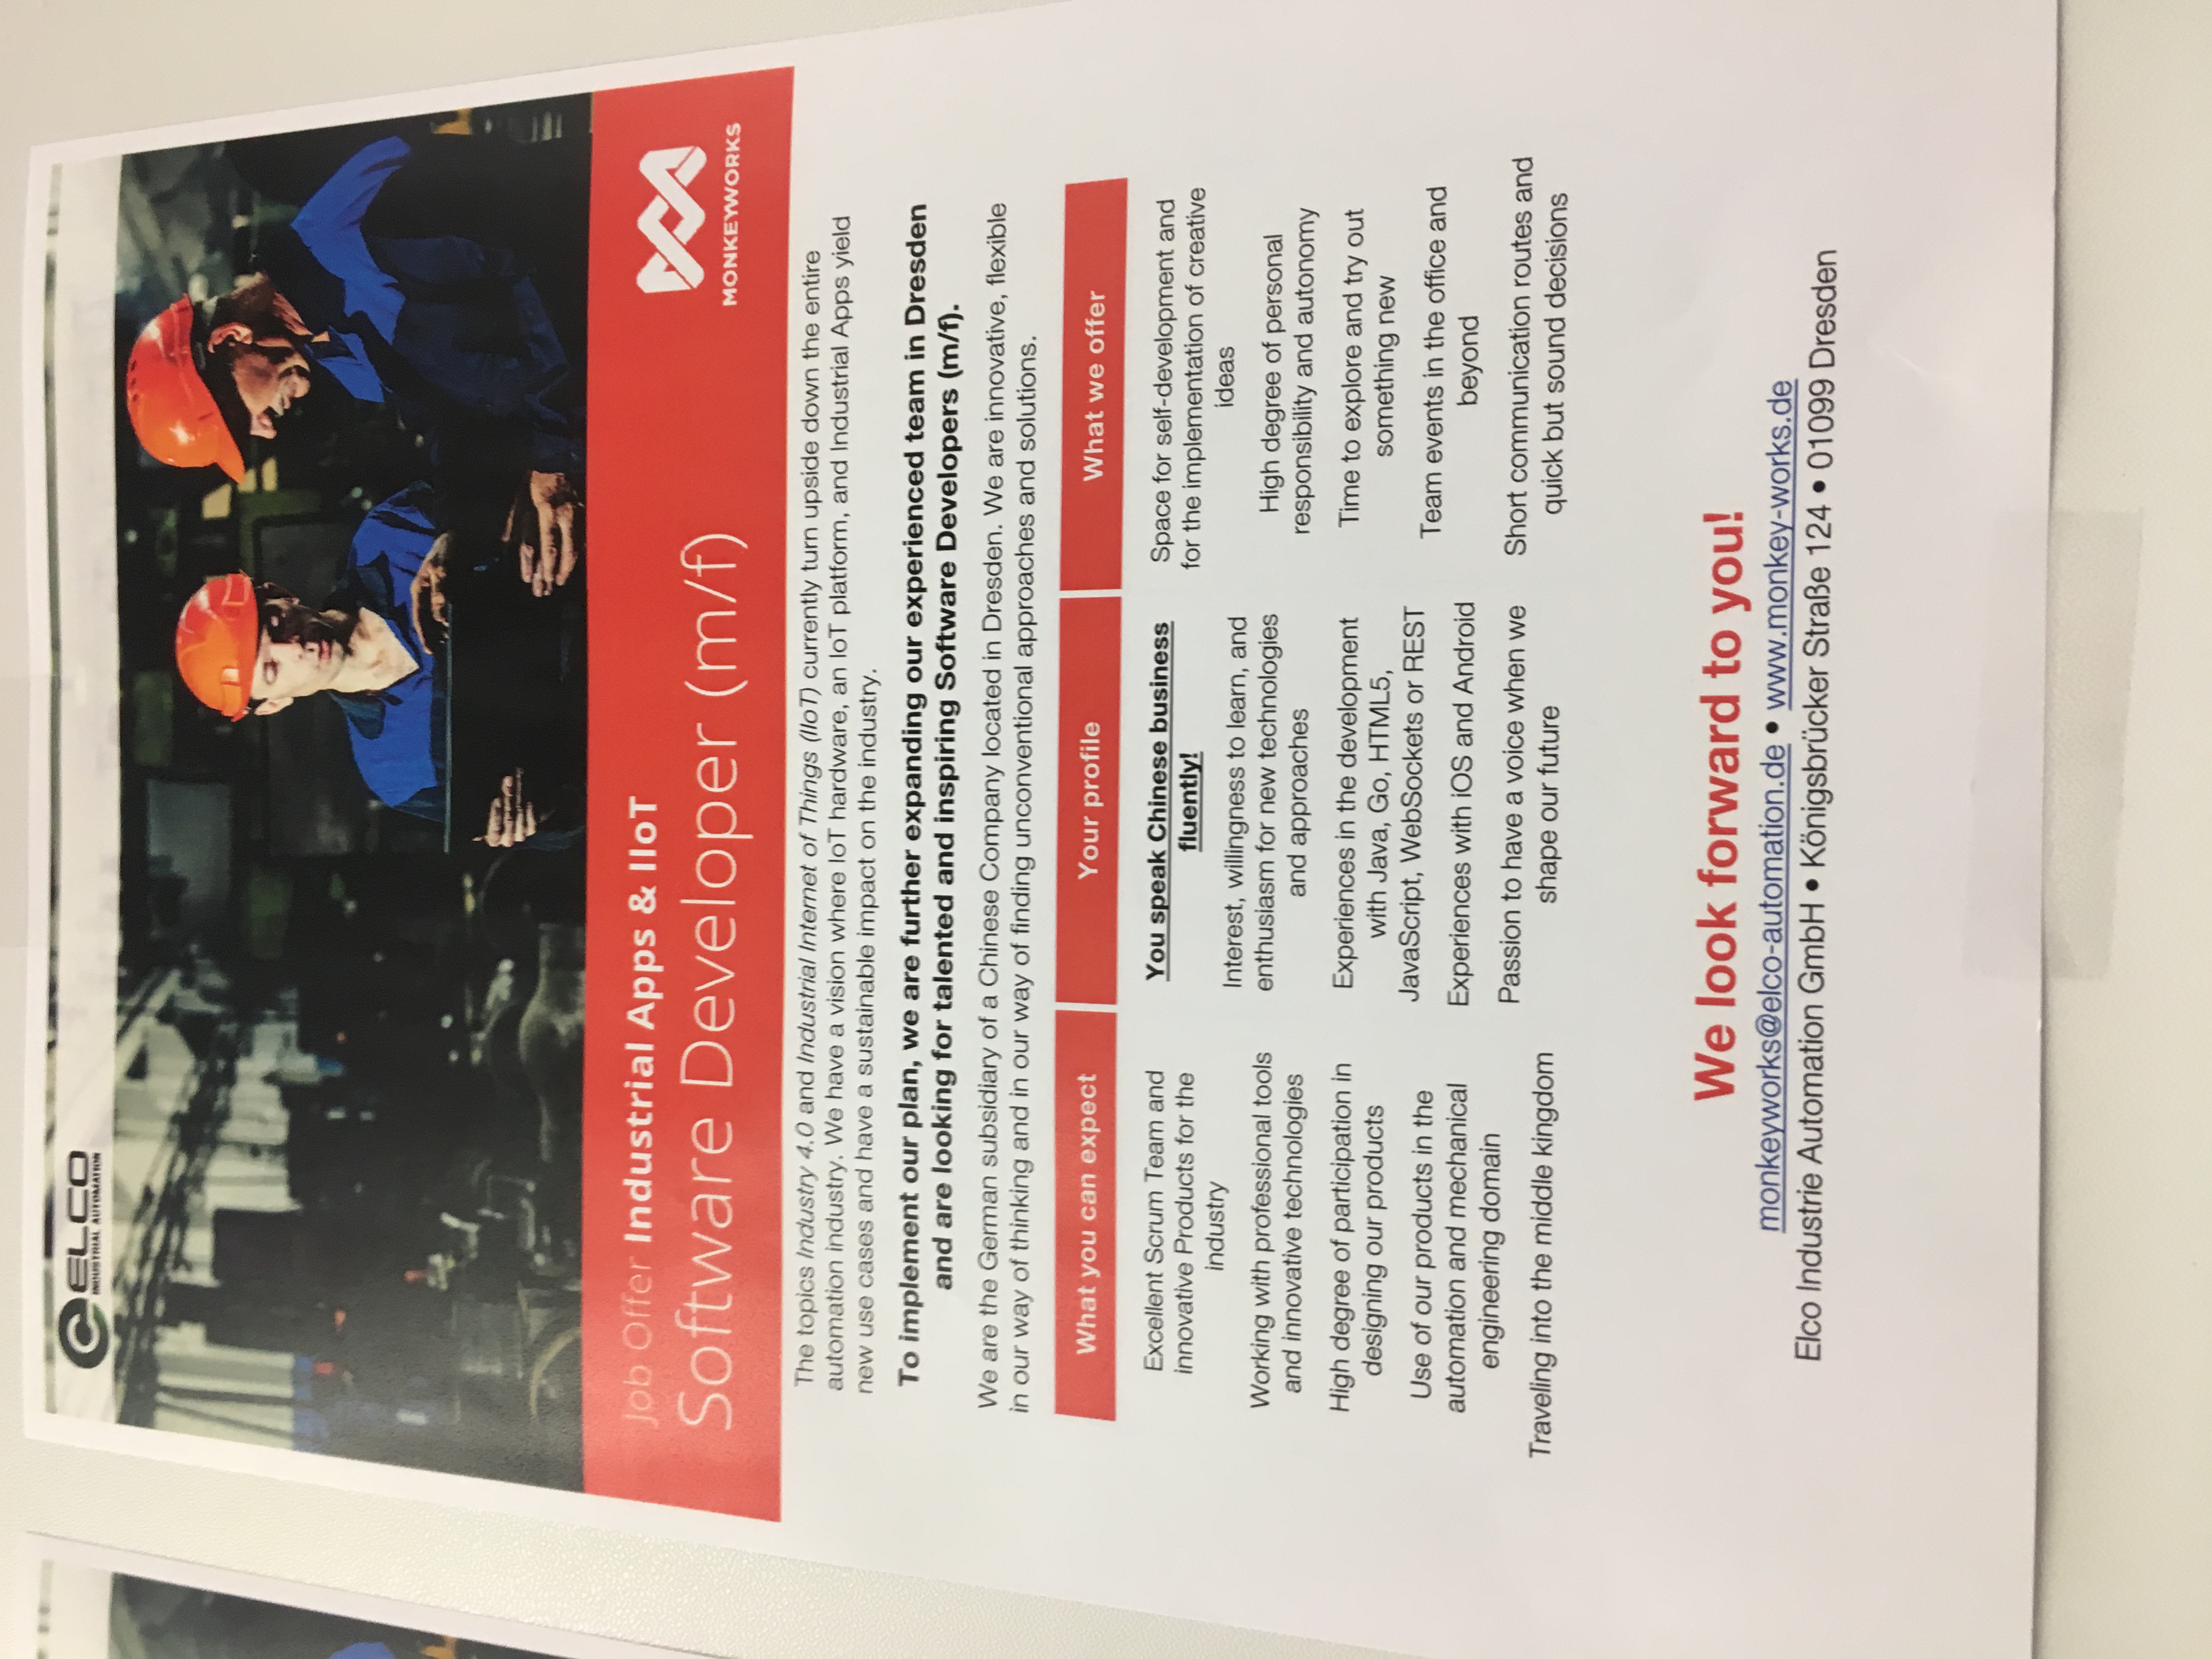 ELCO
INDUSTRIAL AUTOMATION
Job Offer Industrial Apps & IIoT
Software Developer (m/f)
MONKEYWORKS
The topics Industry 4.0 and Industrial Internet of Things (IIoT) currently turn upside down the entire
automation industry. We have a vision where IoT hardware, an IoT platform, and Industrial Apps yield
new use cases and have a sustainable impact on the industry.
To implement our plan, we are further expanding our experienced team in Dresden
and are looking for talented and inspiring Software Developers (m/f).
We are the German subsidiary of a Chinese Company located in Dresden. We are innovative, flexible
in our way of thinking and in our way of finding unconventional approaches and solutions.
What you can expect
Excellent Scrum Team and
innovative Products for the
industry
Working with professional tools
and innovative technologies
High degree of participation in
designing our products
Use of our products in the
automation and mechanical
engineering domain
Traveling into the middle kingdom
Your profile
You speak Chinese business
fluently!
Interest, willingness to learn, and
enthusiasm for new technologies
and approaches
Experiences in the development
with Java, Go, HTML5,
JavaScript, WebSockets or REST
Experiences with iOS and Android
Passion to have a voice when we
shape our future
What we offer
Space for self-development and
for the implementation of creative
ideas
High degree of personal
responsibility and autonomy
Time to explore and try out
something new
Team events in the office and
beyond
Short communication routes and
quick but sound decisions
We look forward to you!
monkeyworks@elco-automation.de • www.monkey-works.de
Elco Industrie Automation GmbH • Königsbrücker Straße 124 • 01099 Dresden